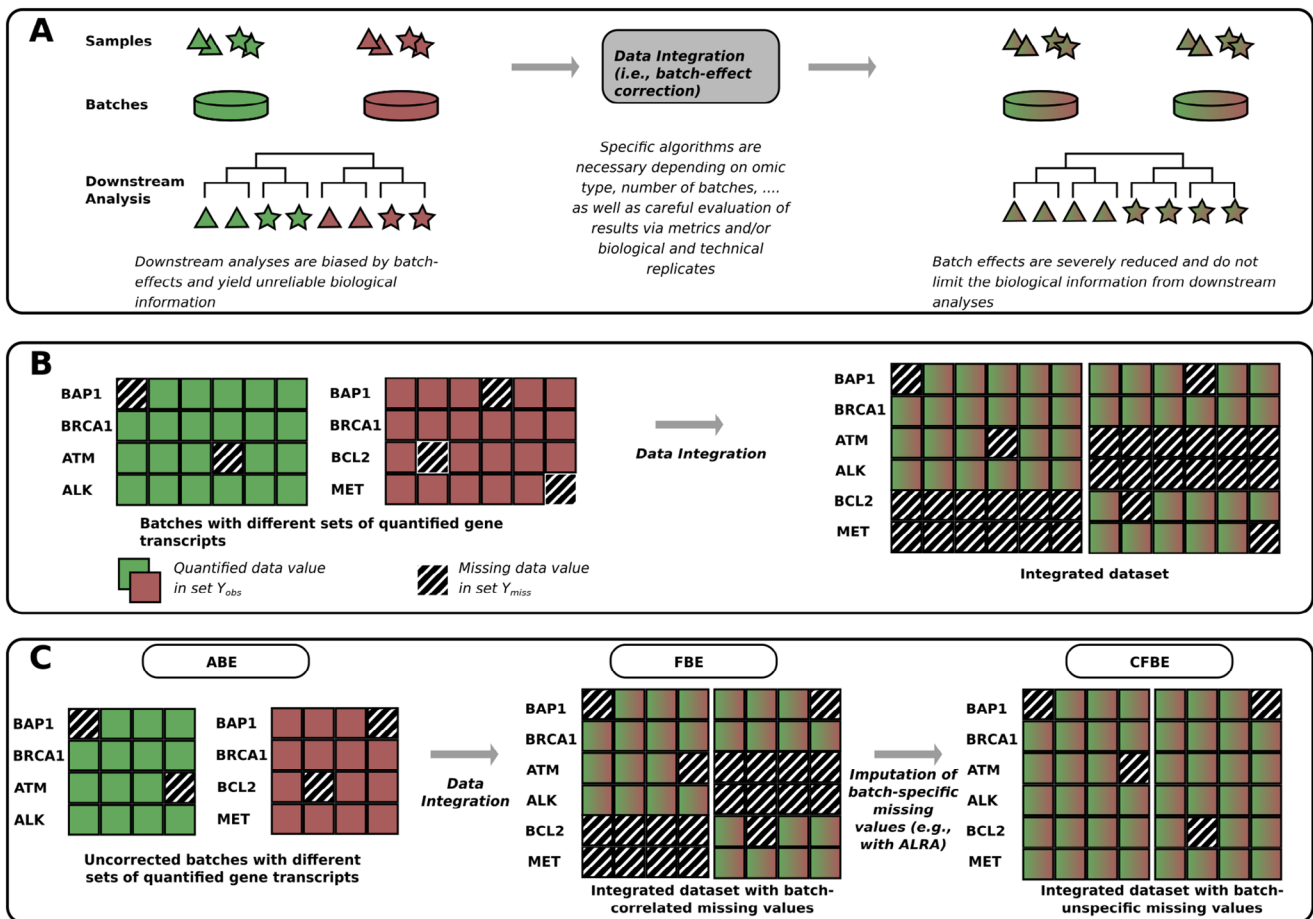 A
Samples
Batches
Downstream
Analysis
Downstream analyses are biased by batch-
effects and yield unreliable biological
information
Data Integration
(i.e., batch-effect
correction)
Specific algorithms are
necessary depending on omic
type, number of batches, ....
as well as careful evaluation of
results via metrics and/or
biological and technical
replicates
Batch effects are severely reduced and do not
limit the biological information from downstream
analyses
B
BAP1
BRCA1
ATM
ALK
BAP1
BRCA1
BCL2
MET
Batches with different sets of quantified gene
transcripts
Quantified data value
in set Yobs
Missing data value
in set Ymiss
Data Integration
BAP1
BRCA1
ATM
ALK
BCL2
MET
Integrated dataset
C
ABE
BAP1
BRCA1
ATM
ALK
BAP1
BRCA1
BCL2
MET
Uncorrected batches with different
sets of quantified gene transcripts
Data
Integration
FBE
BAP1
BRCA1
ATM
ALK
BCL2
MET
Integrated dataset with batch-
correlated missing values
Imputation of
batch-specific
missing
values (e.g.,
with ALRA)
CFBE
BAP1
BRCA1
ATM
ALK
BCL2
MET
Integrated dataset with batch-
unspecific missing values